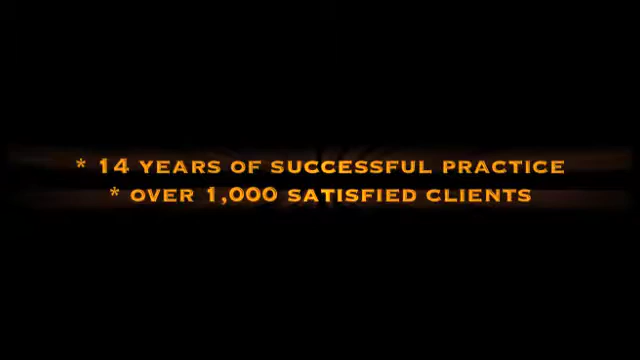 * 14 YEARS OF SUCCESSFUL PRACTICE
* OVER 1,000 SATISFIED CLIENTS